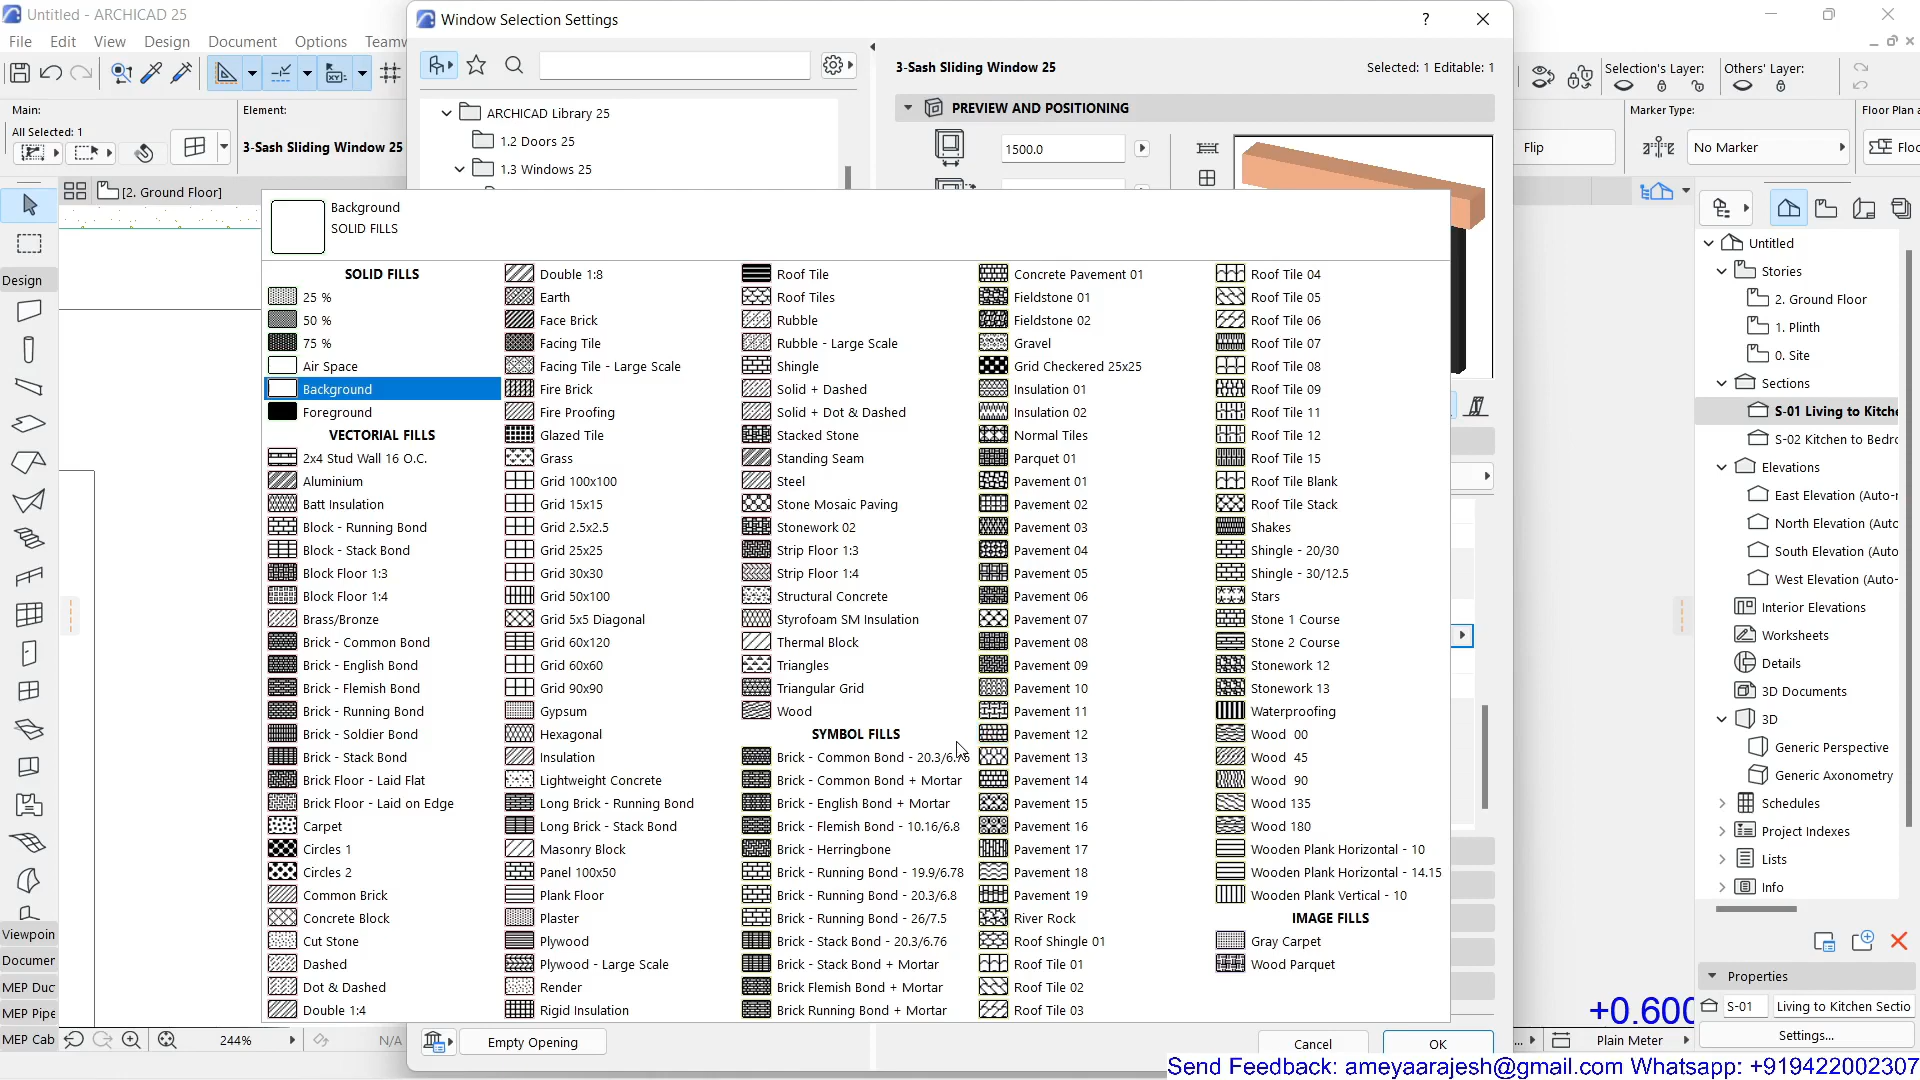 Untitled - ARCHICAD 25
File Edit View Design Document Options Teamw
Main:
All Selected: 1
Element:
3-Sash Sliding Window 25
[2. Ground Floor]
Window Selection Settings
ARCHICAD Library 25
1.2 Doors 25
1.3 Windows 25
3-Sash Sliding Window 25
Selected: 1 Editable: 1
PREVIEW AND POSITIONING
1500.0
Selection's Layer:
Others' Layer:
Marker Type:
Floor Plan a
Flip
No Marker
Floo
Design
Background
SOLID FILLS
SOLID FILLS
25 %
50 %
75 %
Air Space
Background
Foreground
VECTORIAL FILLS
2x4 Stud Wall 16 O.C.
Aluminium
Batt Insulation
Block - Running Bond
Block - Stack Bond
Block Floor 1:3
Block Floor 1:4
Brass/Bronze
Brick - Common Bond
Brick - English Bond
Brick - Flemish Bond
Brick - Running Bond
Brick - Soldier Bond
Brick - Stack Bond
Brick Floor - Laid Flat
Brick Floor - Laid on Edge
Carpet
Circles 1
Circles 2
Common Brick
Concrete Block
Cut Stone
Dashed
Dot & Dashed
Double 1:4
Double 1:8
Earth
Face Brick
Facing Tile
Facing Tile - Large Scale
Fire Brick
Fire Proofing
Glazed Tile
Grass
Grid 100x100
Grid 15x15
Grid 2.5x2.5
Grid 25x25
Grid 30x30
Grid 50x100
Grid 5x5 Diagonal
Grid 60x120
Grid 60x60
Grid 90x90
Gypsum
Hexagonal
Insulation
Lightweight Concrete
Long Brick - Running Bond
Long Brick - Stack Bond
Masonry Block
Panel 100x50
Plank Floor
Plaster
Plywood
Plywood - Large Scale
Render
Rigid Insulation
Roof Tile
Roof Tiles
Rubble
Rubble - Large Scale
Shingle
Solid + Dashed
Solid + Dot & Dashed
Stacked Stone
Standing Seam
Steel
Stone Mosaic Paving
Stonework 02
Strip Floor 1:3
Strip Floor 1:4
Structural Concrete
Styrofoam SM Insulation
Thermal Block
Triangles
Triangular Grid
Wood
SYMBOL FILLS
Brick - Common Bond - 20.3/6.76
Brick - Common Bond + Mortar
Brick - English Bond + Mortar
Brick - Flemish Bond - 10.16/6.8
Brick - Herringbone
Brick - Running Bond - 19.9/6.78
Brick - Running Bond - 20.3/6.8
Brick - Running Bond - 26/7.5
Brick - Stack Bond - 20.3/6.76
Brick - Stack Bond + Mortar
Brick Flemish Bond + Mortar
Brick Running Bond + Mortar
Concrete Pavement 01
Fieldstone 01
Fieldstone 02
Gravel
Grid Checkered 25x25
Insulation 01
Insulation 02
Normal Tiles
Parquet 01
Pavement 01
Pavement 02
Pavement 03
Pavement 04
Pavement 05
Pavement 06
Pavement 07
Pavement 08
Pavement 09
Pavement 10
Pavement 11
Pavement 12
Pavement 13
Pavement 14
Pavement 15
Pavement 16
Pavement 17
Pavement 18
Pavement 19
River Rock
Roof Shingle 01
Roof Tile 01
Roof Tile 02
Roof Tile 03
Roof Tile 04
Roof Tile 05
Roof Tile 06
Roof Tile 07
Roof Tile 08
Roof Tile 09
Roof Tile 11
Roof Tile 12
Roof Tile 15
Roof Tile Blank
Roof Tile Stack
Shakes
Shingle - 20/30
Shingle - 30/12.5
Stars
Stone 1 Course
Stone 2 Course
Stonework 12
Stonework 13
Waterproofing
Wood 00
Wood 45
Wood 90
Wood 135
Wood 180
Wooden Plank Horizontal - 10
Wooden Plank Horizontal - 14.15
Wooden Plank Vertical - 10
IMAGE FILLS
Gray Carpet
Wood Parquet
Untitled
Stories
2. Ground Floor
1. Plinth
0. Site
Sections
S-01 Living to Kitche
S-02 Kitchen to Bedro
Elevations
East Elevation (Auto-r
North Elevation (Auto
South Elevation (Auto
West Elevation (Auto-
Interior Elevations
Worksheets
Details
3D Documents
3D
Generic Perspective
Generic Axonometry
Schedules
Project Indexes
Lists
Info
Properties
S-01 Living to Kitchen Sectio
Settings...
Viewpoin
Documer
MEP Duc
MEP Pipe
MEP Cab
244%
N/A
Empty Opening
Cancel
OK
+0.600
Plain Meter
Send Feedback: ameyaarajesh@gmail.com Whatsapp: +919422002307